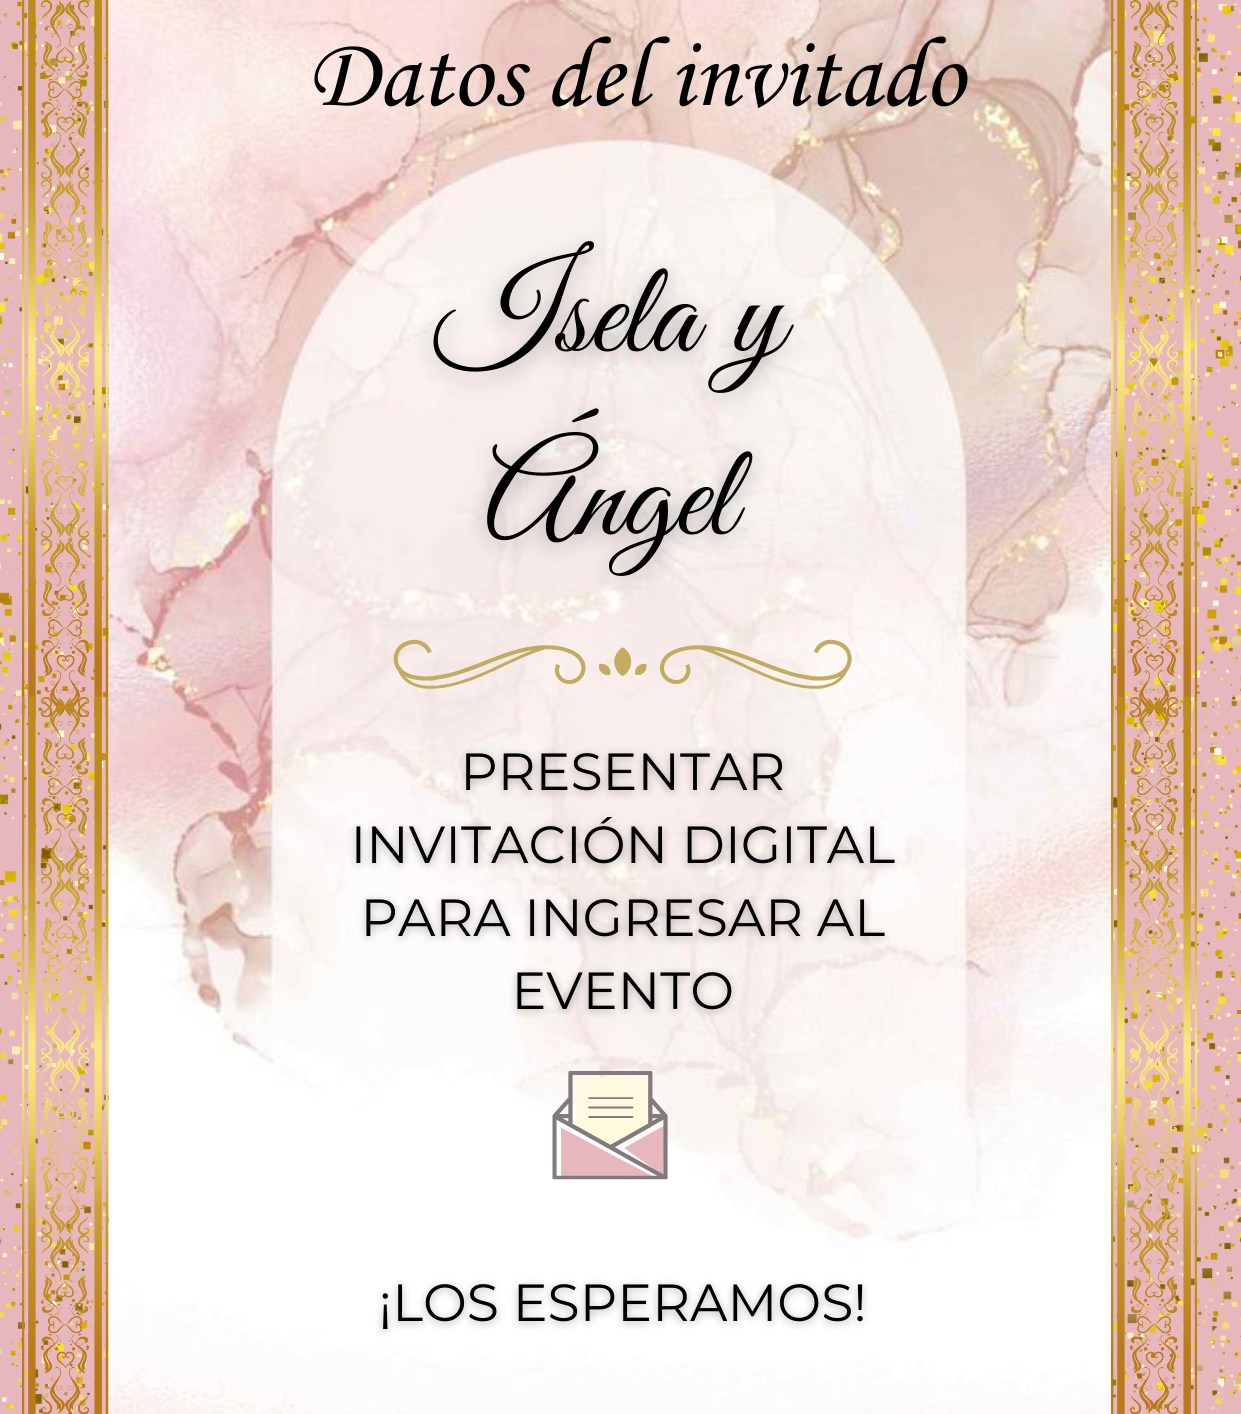 Datos del invitado
Isela y
Ángel
PRESENTAR
INVITACIÓN DIGITAL
PARA INGRESAR AL
EVENTO
¡LOS ESPERAMOS!